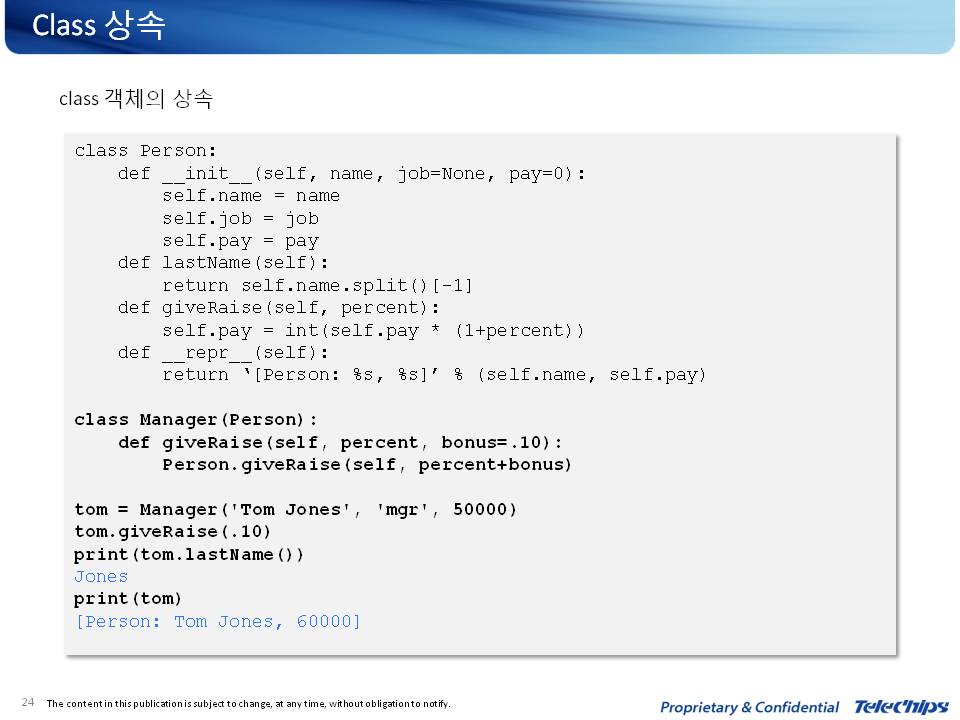 Class 상속
class 객체의 상속
class Person:
    def __init__(self, name, job=None, pay=0):
        self.name = name
        self.job = job
        self.pay = pay
    def lastName(self):
        return self.name.split()[-1]
    def giveRaise(self, percent):
        self.pay = int(self.pay * (1+percent))
    def __repr__(self):
        return ‘[Person: %s, %s]’ % (self.name, self.pay)

class Manager(Person):
    def giveRaise(self, percent, bonus=.10):
        Person.giveRaise(self, percent+bonus)

tom = Manager('Tom Jones', 'mgr', 50000)
tom.giveRaise(.10)
print(tom.lastName())
Jones
print(tom)
[Person: Tom Jones, 60000]
24 The content in this publication is subject to change, at any time, without obligation to notify.
Proprietary & Confidential Telechips